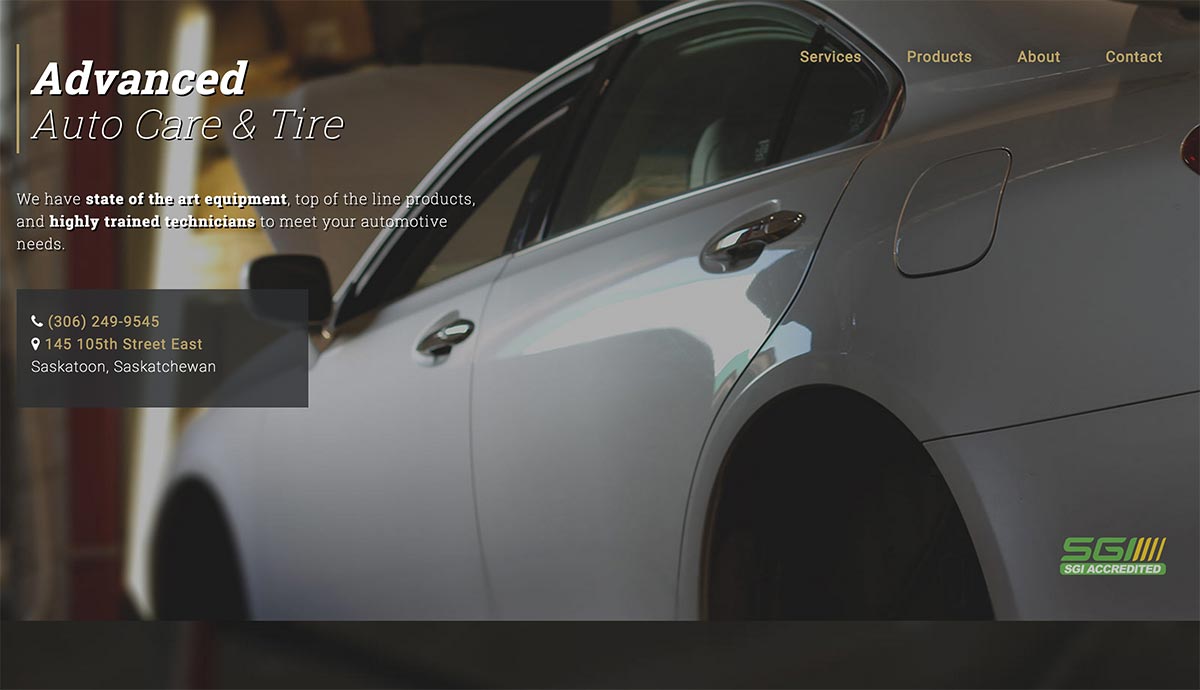 Services Products About Contact
Advanced
Auto Care & Tire
We have state of the art equipment, top of the line products,
and highly trained technicians to meet your automotive
needs.
(306) 249-9545
145 105th Street East
Saskatoon, Saskatchewan
SGI
SGI ACCREDITED